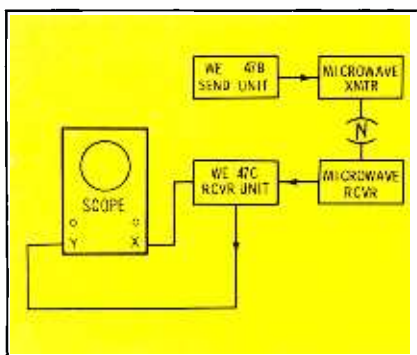 WE 47B
SEND UNIT
MICROWAVE
XMTR
N
WE 47C
RCVR UNIT
MICROWAVE
RCVR
SCOPE
Y X